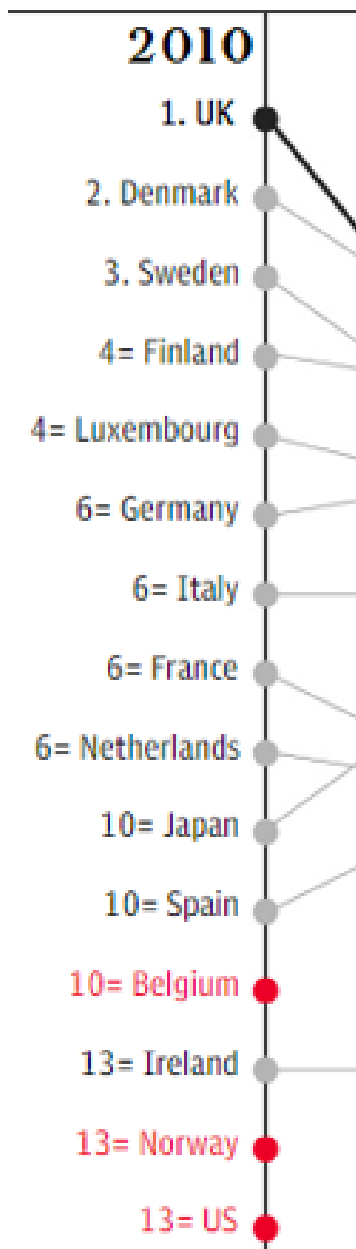 2010
1. UK
2. Denmark
3. Sweden
4= Finland
4= Luxembourg
6= Germany
6= Italy
6= France
6= Netherlands
10= Japan
10= Spain
10= Belgium
13= Ireland
13= Norway
13= US